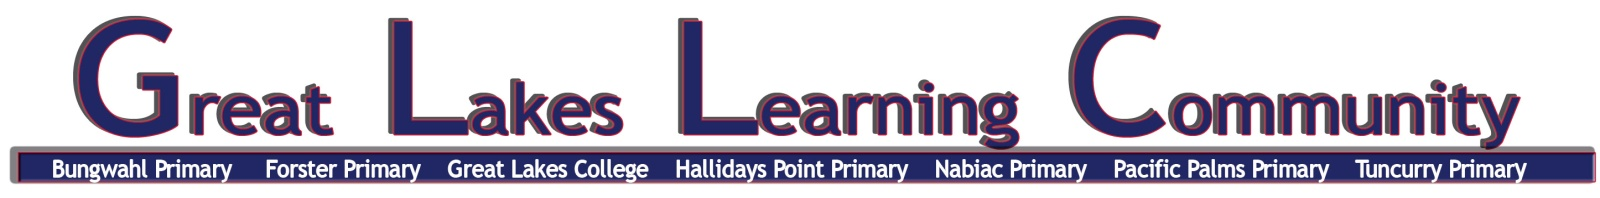 Great Lakes Learning Community
Bungwahl Primary Forster Primary Great Lakes College Hallidays Point Primary Nabiac Primary Pacific Palms Primary Tuncurry Primary